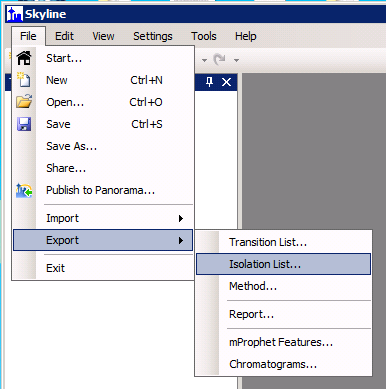 Skyline
File Edit View Settings Tools Help
Start...
New Ctrl+N
Open... Ctrl+O
Save Ctrl+S
Save As...
Share...
Publish to Panorama...
Import
Export
Exit
Transition List...
Isolation List...
Method...
Report...
mProphet Features...
Chromatograms...